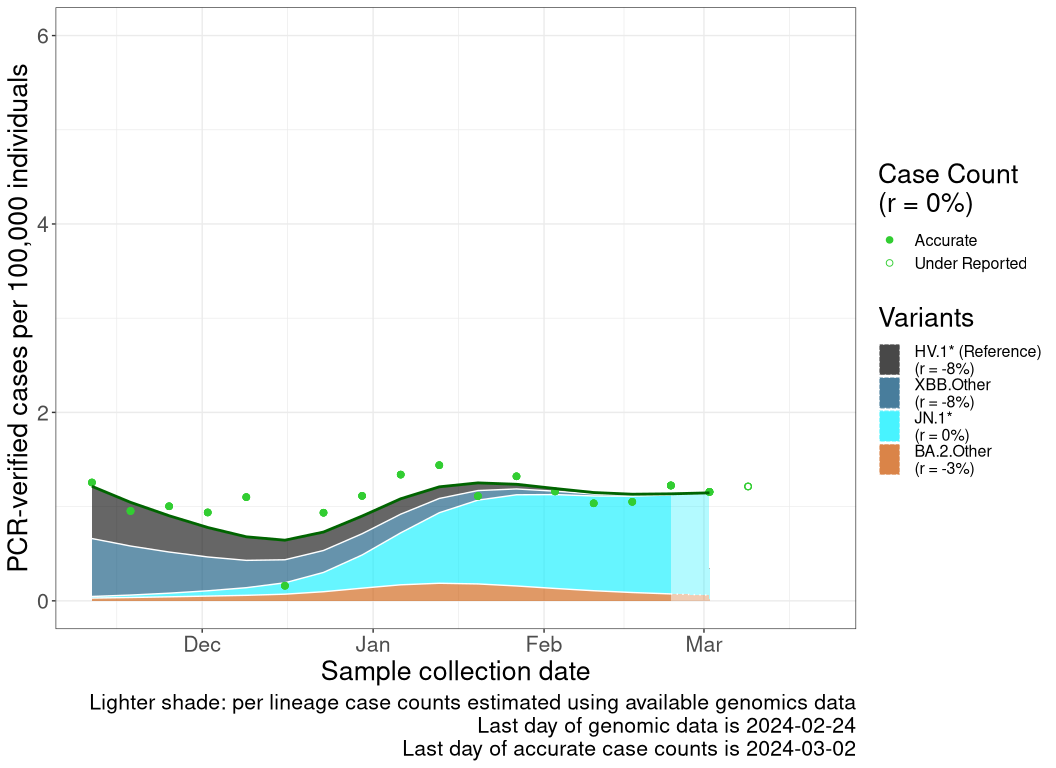 6
4
2
0
PCR-verified cases per 100,000 individuals
Dec
Jan
Feb
Mar
Sample collection date
Lighter shade: per lineage case counts estimated using available genomics data
Last day of genomic data is 2024-02-24
Last day of accurate case counts is 2024-03-02
Case Count
(r = 0%)
Accurate
Under Reported
Variants
HV.1* (Reference)
(r = -8%)
XBB.Other
(r = -8%)
JN.1*
(r = 0%)
BA.2.Other
(r = -3%)